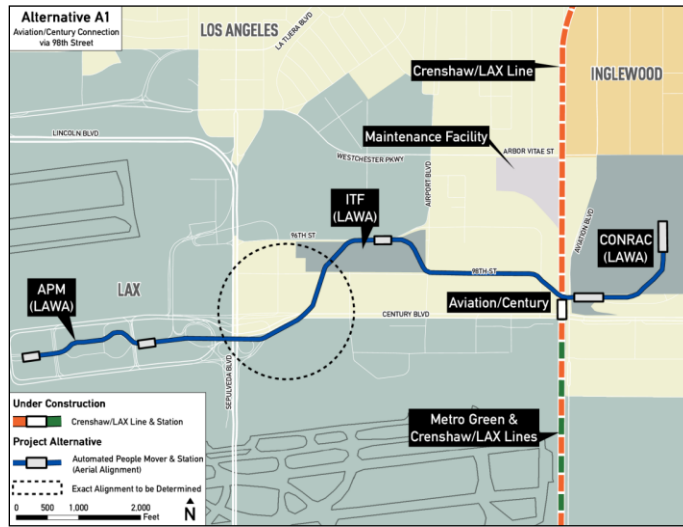 Alternative A1
Aviation/Century Connection
via 98th Street
LOS ANGELES
LA TIJERA BLVD
Crenshaw/LAX Line
INGLEWOOD
LINCOLN BLVD
Maintenance Facility
WESTCHESTER PKWY
ARBOR VITAE ST
AIRPORT BLVD
ITF
(LAWA)
96TH ST
AVIATION BLVD
CONRAC
(LAWA)
98TH ST
APM
(LAWA)
LAX
Aviation/Century
CENTURY BLVD
SEPULVEDA BLVD
Under Construction
Crenshaw/LAX Line & Station
Project Alternative
Automated People Mover & Station
(Aerial Alignment)
Exact Alignment to be Determined
0 500 1,000 2,000
Feet
N
Metro Green &
Crenshaw/LAX Lines